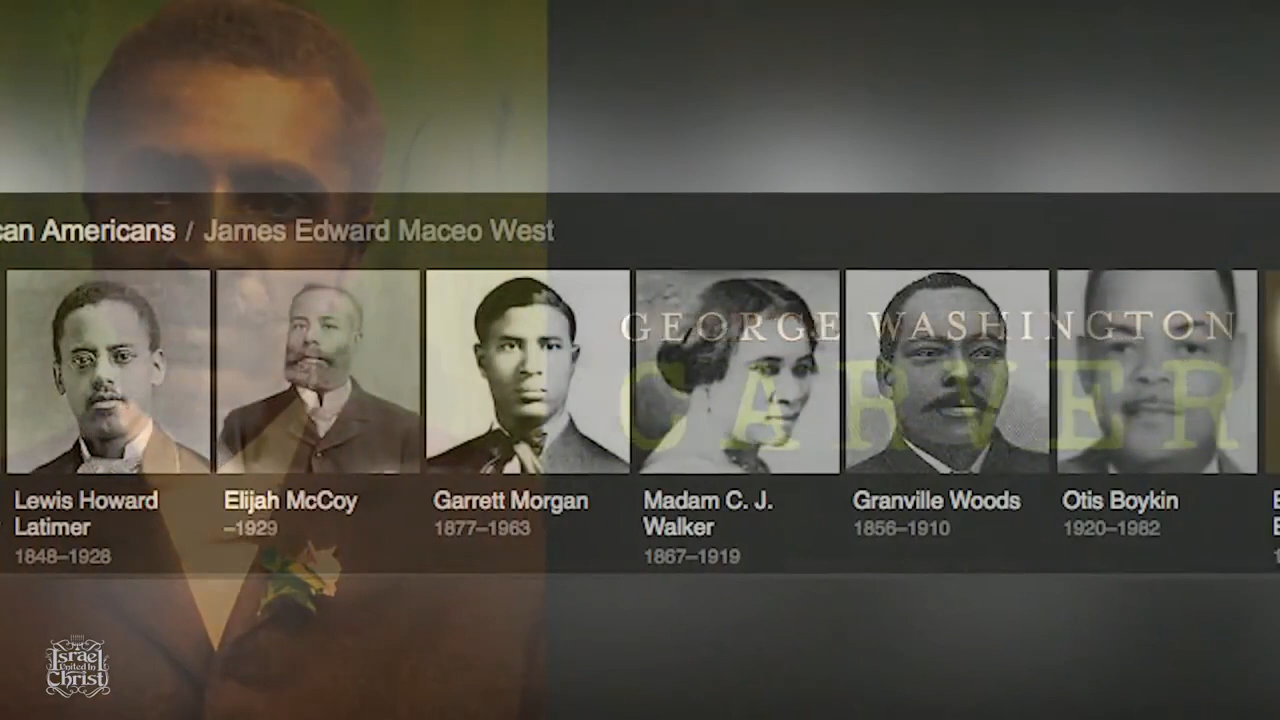 can Americans / James Edward Maceo West
GEORGE WASHINGTON
CARVER
Lewis Howard
Latimer
1848–1928
Elijah McCoy
–1929
Garrett Morgan
1877–1963
Madam C. J.
Walker
1867–1919
Granville Woods
1856–1910
Otis Boykin
1920–1982
Israel
United In
Christ